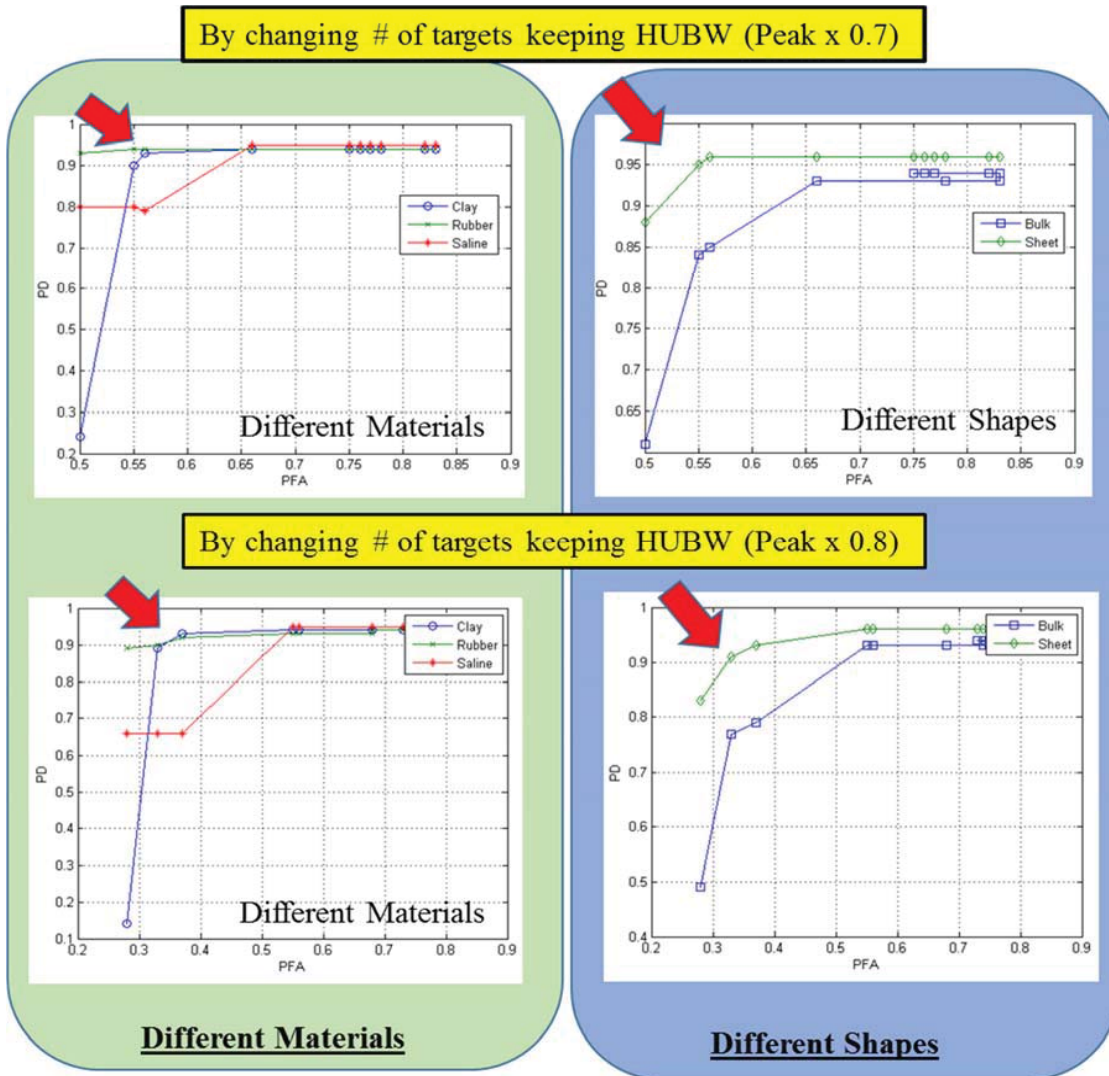 By changing # of targets keeping HUBW (Peak x 0.7)
1
0.9
0.8
0.7
0.6
0.5
0.4
0.3
0.2
PD
Clay
Rubber
Saline
Different Materials
0.5 0.55 0.6 0.65 0.7 0.75 0.8 0.85 0.9
PFA
0.95
0.9
0.85
0.8
0.75
0.7
0.65
PD
Bulk
Sheet
Different Shapes
0.5 0.55 0.6 0.65 0.7 0.75 0.8 0.85 0.9
PFA
By changing # of targets keeping HUBW (Peak x 0.8)
1
0.9
0.8
0.7
0.6
0.5
0.4
0.3
0.2
0.1
PD
Clay
Rubber
Saline
Different Materials
0.2 0.3 0.4 0.5 0.6 0.7 0.8 0.9
PFA
1
0.9
0.8
0.7
0.6
0.5
0.4
PD
Bulk
Sheet
0.2 0.3 0.4 0.5 0.6 0.7 0.8 0.9
PFA
Different Materials
Different Shapes